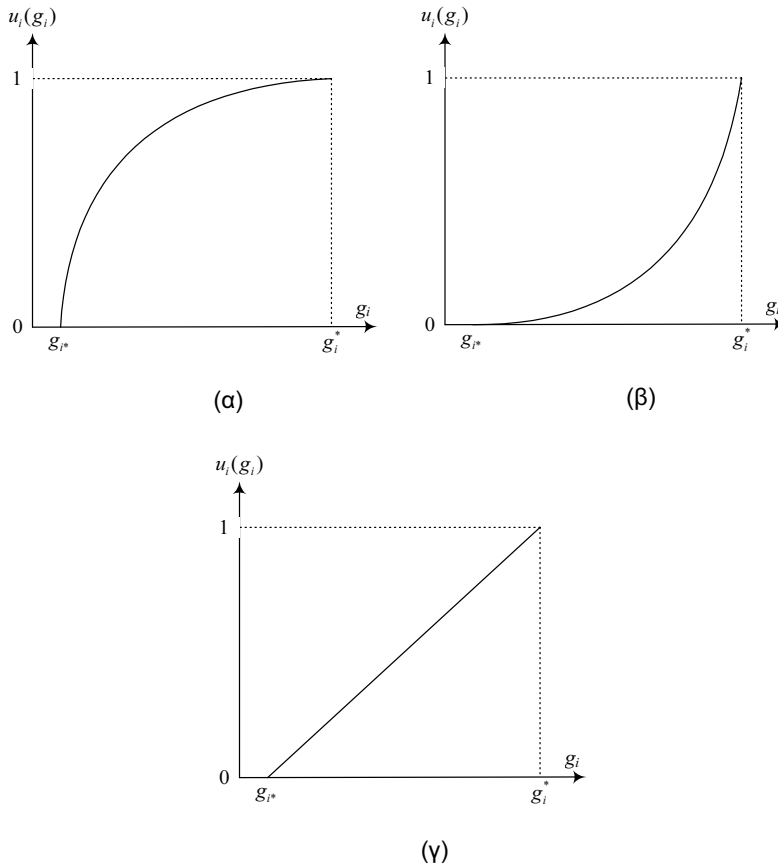 u_i(g_i)
1
0
g_i
g_{i*}
g_i^*
(α)
u_i(g_i)
1
0
g_i
g_{i*}
g_i^*
(β)
u_i(g_i)
1
0
g_i
g_{i*}
g_i^*
(γ)